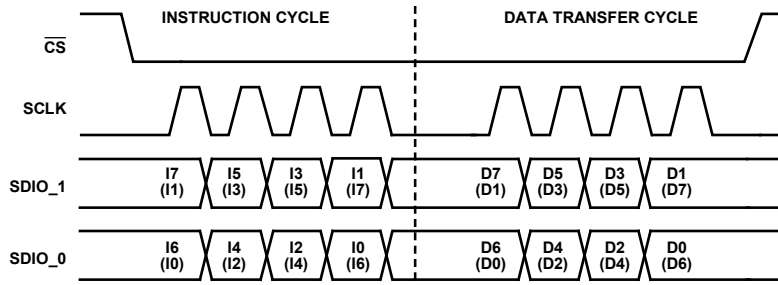 INSTRUCTION CYCLE DATA TRANSFER CYCLE
CS
SCLK
SDIO_1
I7 I5 I3 I1 D7 D5 D3 D1
(I1) (I3) (I5) (I7) (D1) (D3) (D5) (D7)
SDIO_0
I6 I4 I2 I0 D6 D4 D2 D0
(I0) (I2) (I4) (I6) (D0) (D2) (D4) (D6)